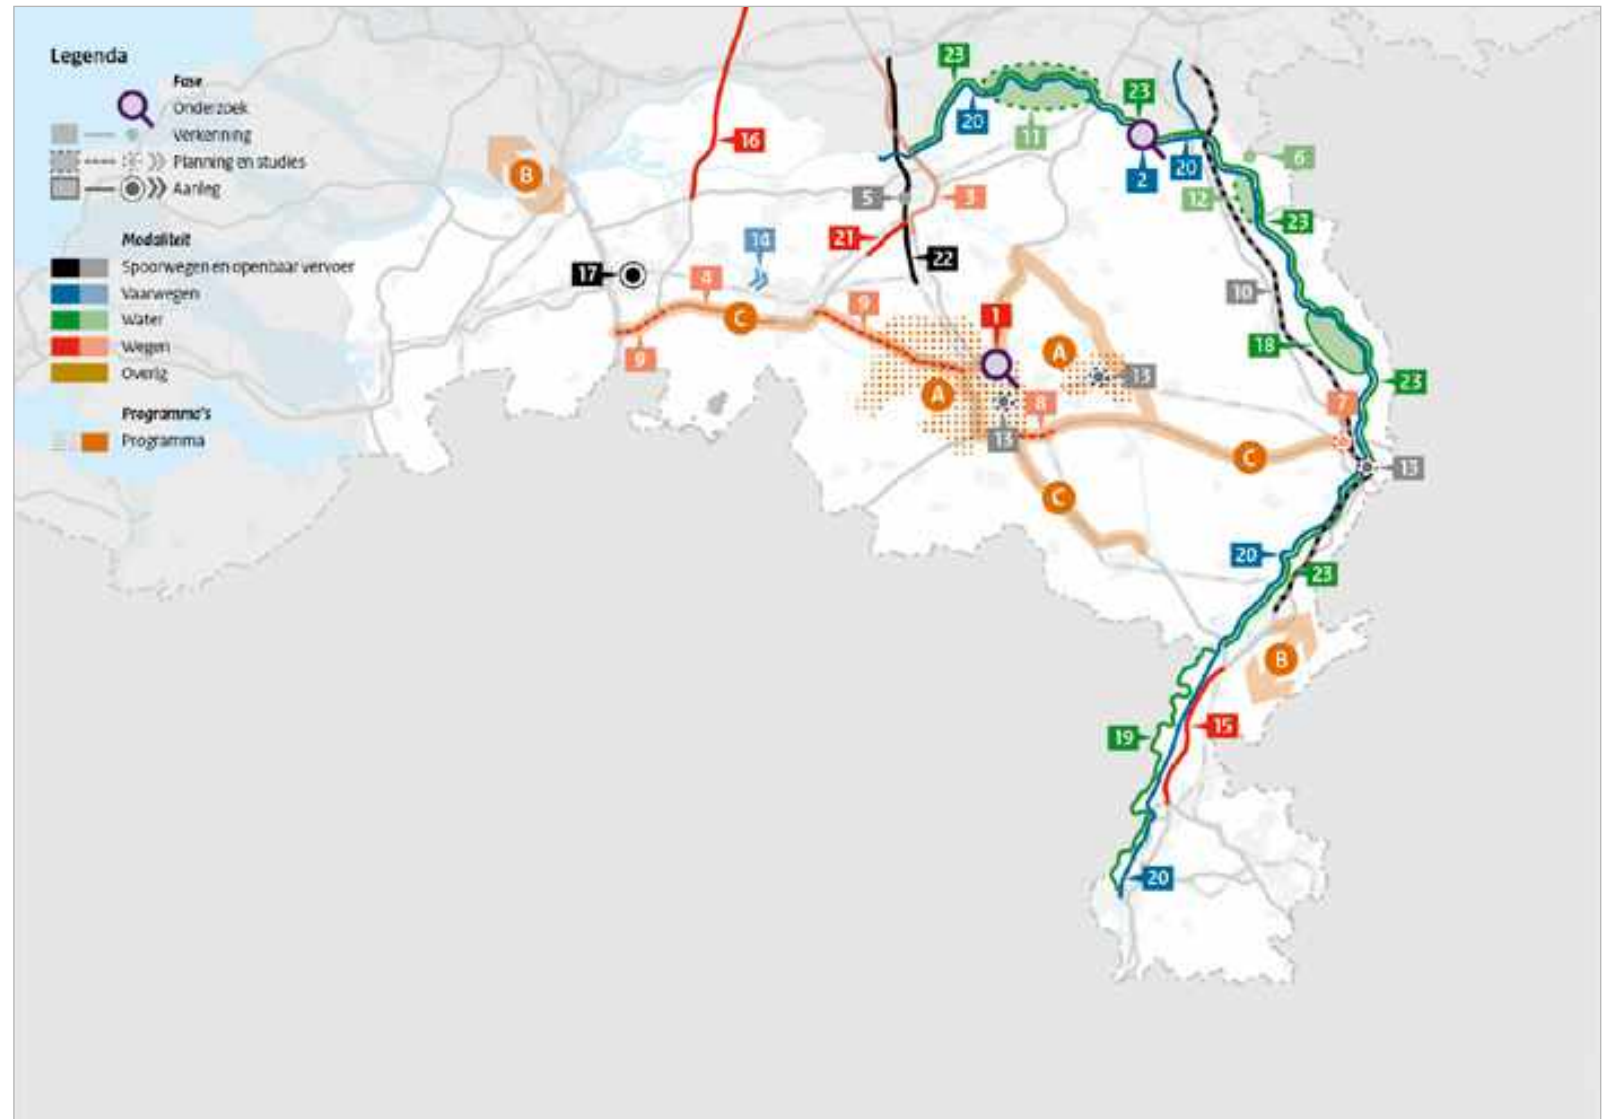 Legenda
Fase
Onderzoek
Verkenning
Planning en studies
Aanleg
Modaliteit
Spoorwegen en openbaar vervoer
Vaarwegen
Water
Wegen
Overig
Programma's
Programma
23
16
20
11
23
2
20
6
12
23
B
5
3
21
14
22
17
4
9
C
10
1
9
A
18
A
13
23
8
7
13
C
13
C
20
23
B
19
15
20